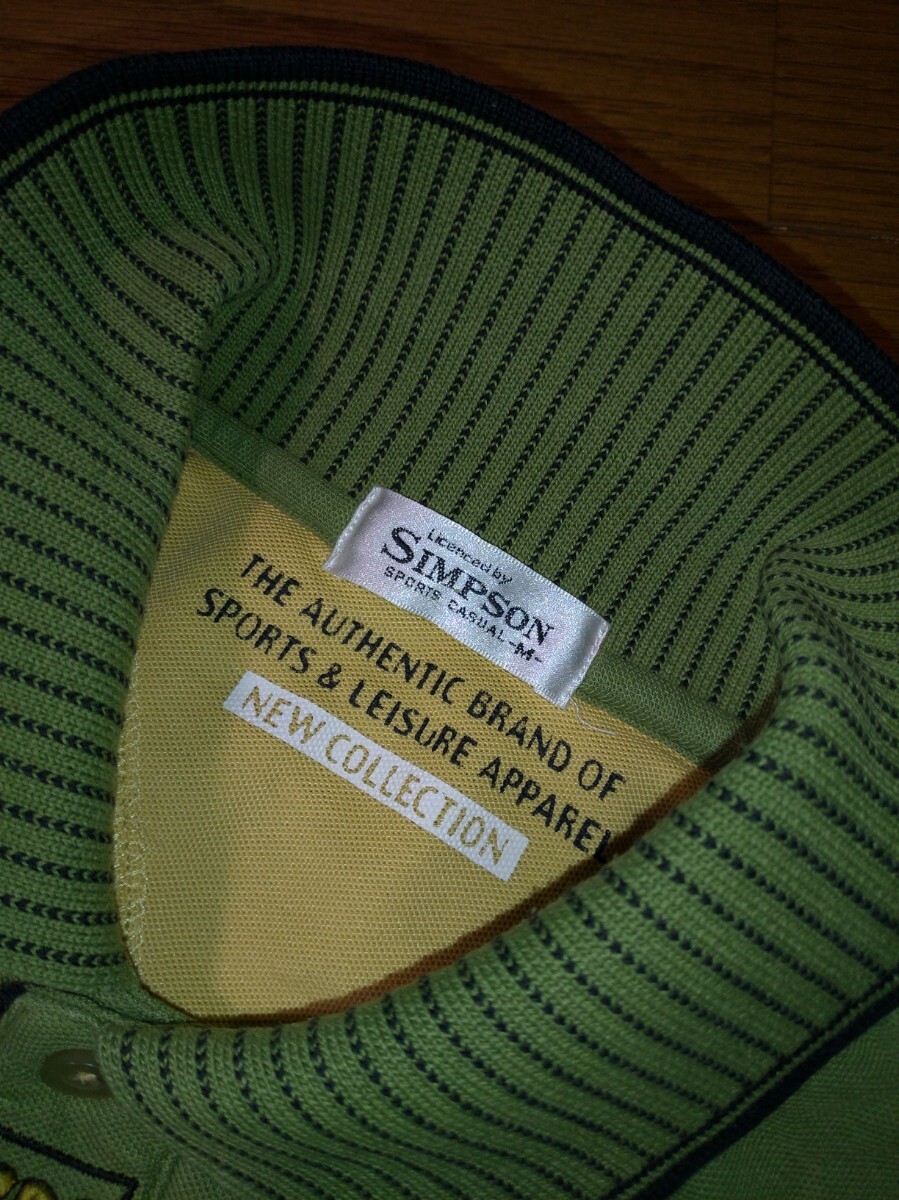 Licenced by
SIMPSON
SPORTS CASUAL -M-
THE AUTHENTIC BRAND OF
SPORTS & LEISURE APPAREL
NEW COLLECTION